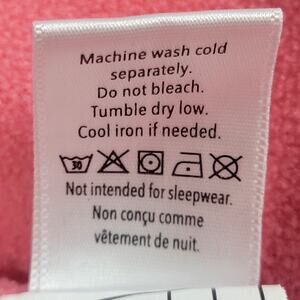 Machine wash cold
separately.
Do not bleach.
Tumble dry low.
Cool iron if needed.
30
Not intended for sleepwear.
Non conçu comme
vêtement de nuit.